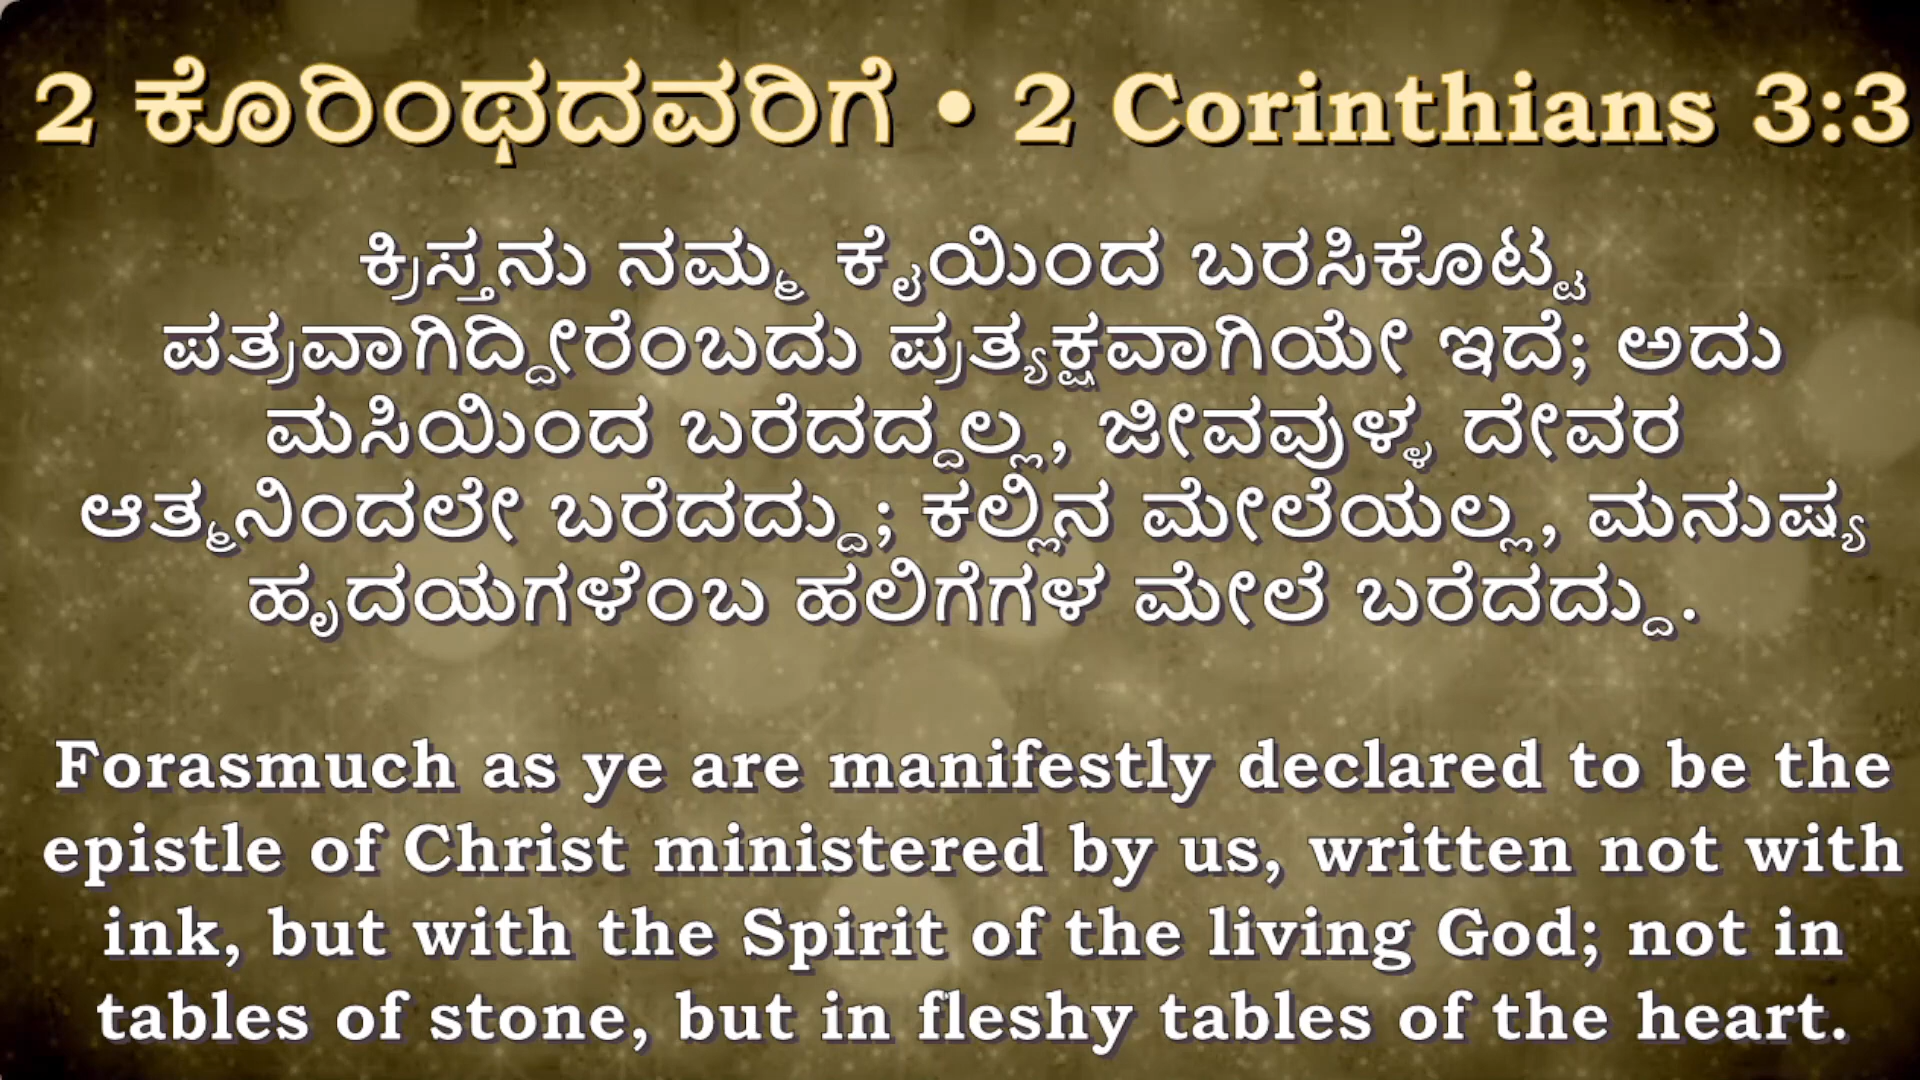 2 ಕೊರಿಂಥದವರಿಗೆ • 2 Corinthians 3:3
ಕ್ರಿಸ್ತನು ನಮ್ಮ ಕೈಯಿಂದ ಬರಸಿಕೊಟ್ಟ
ಪತ್ರವಾಗಿದ್ದೀರೆಂಬದು ಪ್ರತ್ಯಕ್ಷವಾಗಿಯೇ ಇದೆ; ಅದು
ಮಸಿಯಿಂದ ಬರೆದದ್ದಲ್ಲ, ಜೀವವುಳ್ಳ ದೇವರ
ಆತ್ಮನಿಂದಲೇ ಬರೆದದ್ದು; ಕಲ್ಲಿನ ಮೇಲೆಯಲ್ಲ, ಮನುಷ್ಯ
ಹೃದಯಗಳೆಂಬ ಹಲಿಗೆಗಳ ಮೇಲೆ ಬರೆದದ್ದು.
Forasmuch as ye are manifestly declared to be the
epistle of Christ ministered by us, written not with
ink, but with the Spirit of the living God; not in
tables of stone, but in fleshy tables of the heart.